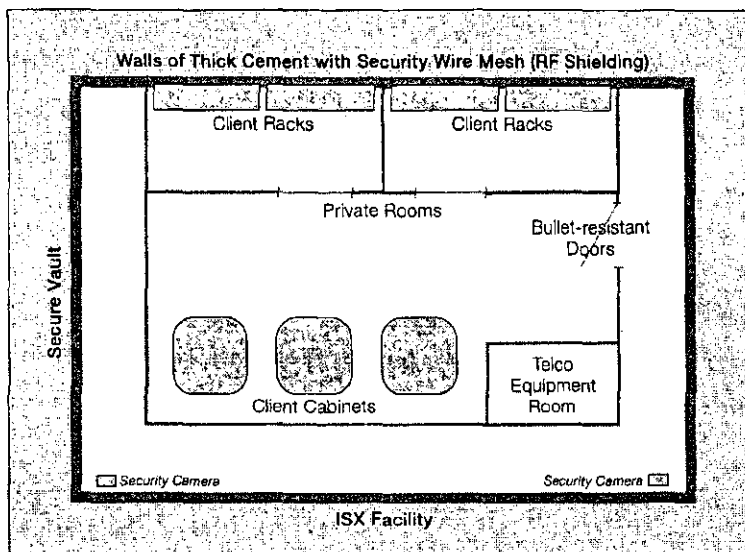 Walls of Thick Cement with Security Wire Mesh (RF Shielding)
Client Racks
Client Racks
Private Rooms
Bullet-resistant
Doors
Secure Vault
Telco
Equipment
Room
Client Cabinets
Security Camera
Security Camera
ISX Facility